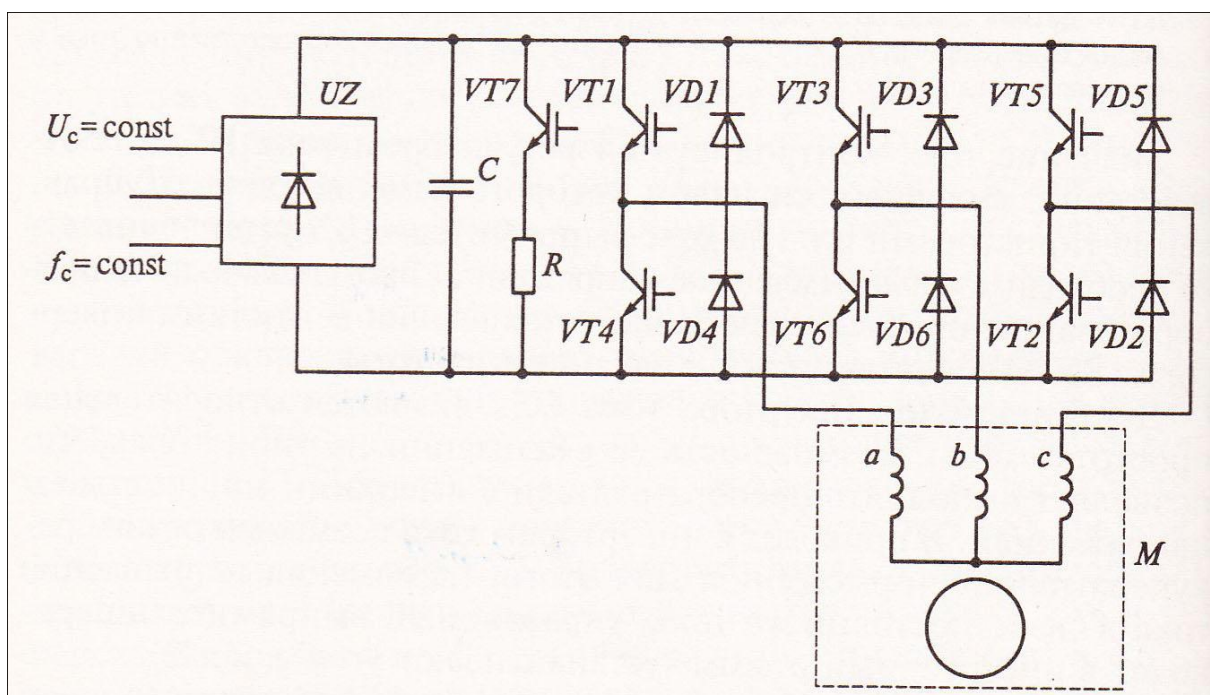 UZ
VT7 VT1 VD1 VT3 VD3 VT5 VD5
U_c = const
C
f_c = const
R
VT4 VD4 VT6 VD6 VT2 VD2
a b c
M